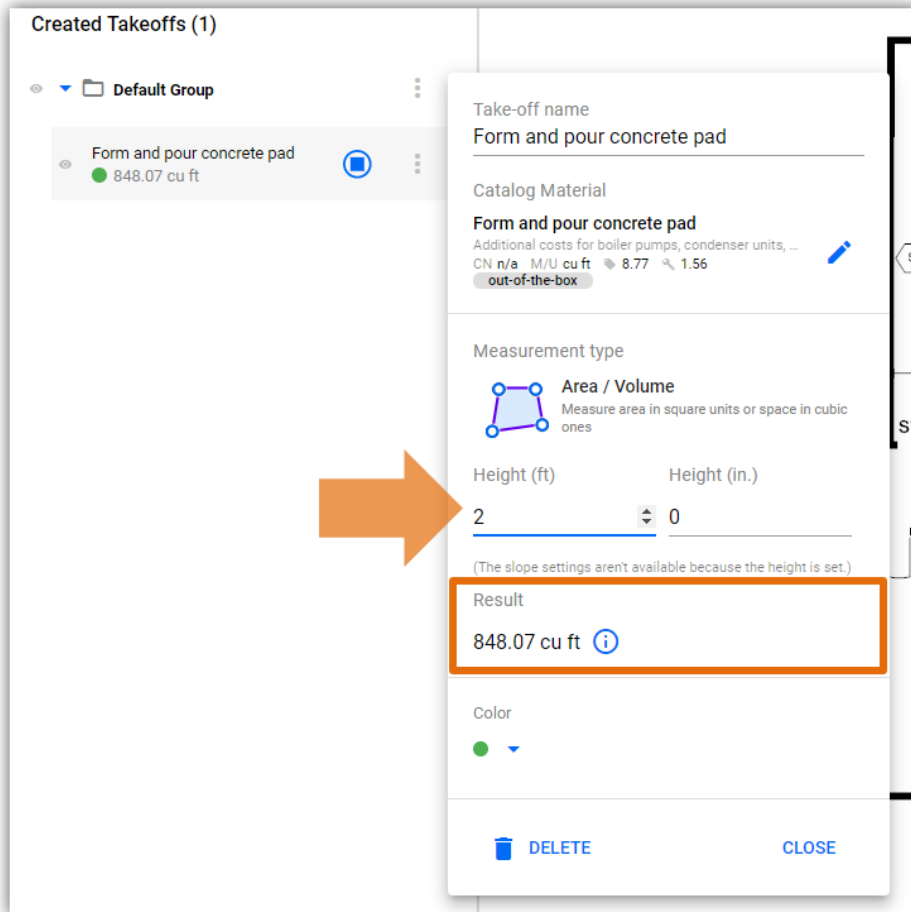 Created Takeoffs (1)
Default Group
Form and pour concrete pad
848.07 cu ft
Take-off name
Form and pour concrete pad
Catalog Material
Form and pour concrete pad
Additional costs for boiler pumps, condenser units, ...
CN n/a M/U cu ft 8.77 1.56
out-of-the-box
Measurement type
Area / Volume
Measure area in square units or space in cubic
ones
Height (ft) Height (in.)
2 0
(The slope settings aren't available because the height is set.)
Result
848.07 cu ft
Color
DELETE CLOSE